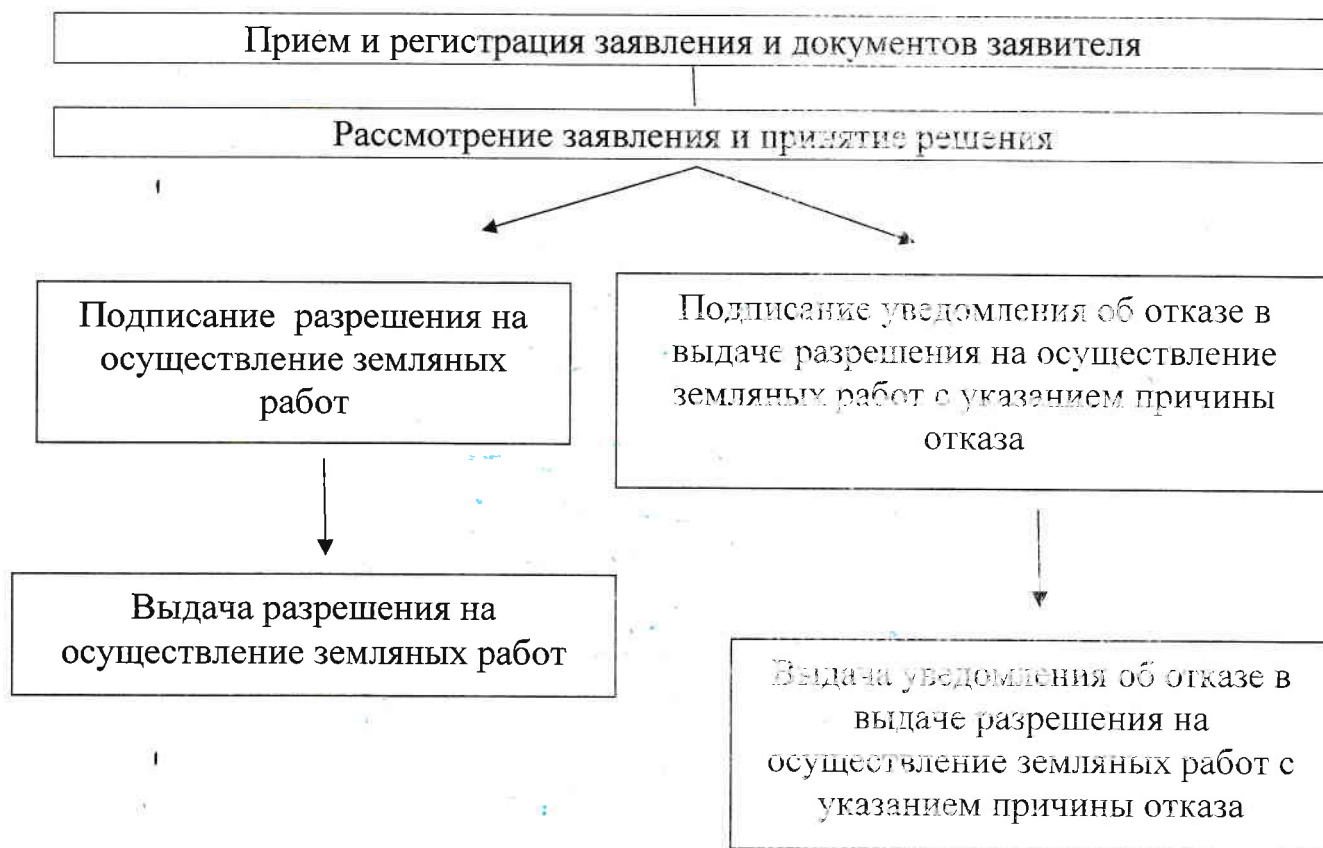 Прием и регистрация заявления и документов заявителя
Рассмотрение заявления и принятие решения
Подписание разрешения на
осуществление земляных
работ
Подписание уведомления об отказе в
выдаче разрешения на осуществление
земляных работ с указанием причины
отказа
Выдача разрешения на
осуществление земляных работ
Выдача уведомления об отказе в
выдаче разрешения на
осуществление земляных работ с
указанием причины отказа